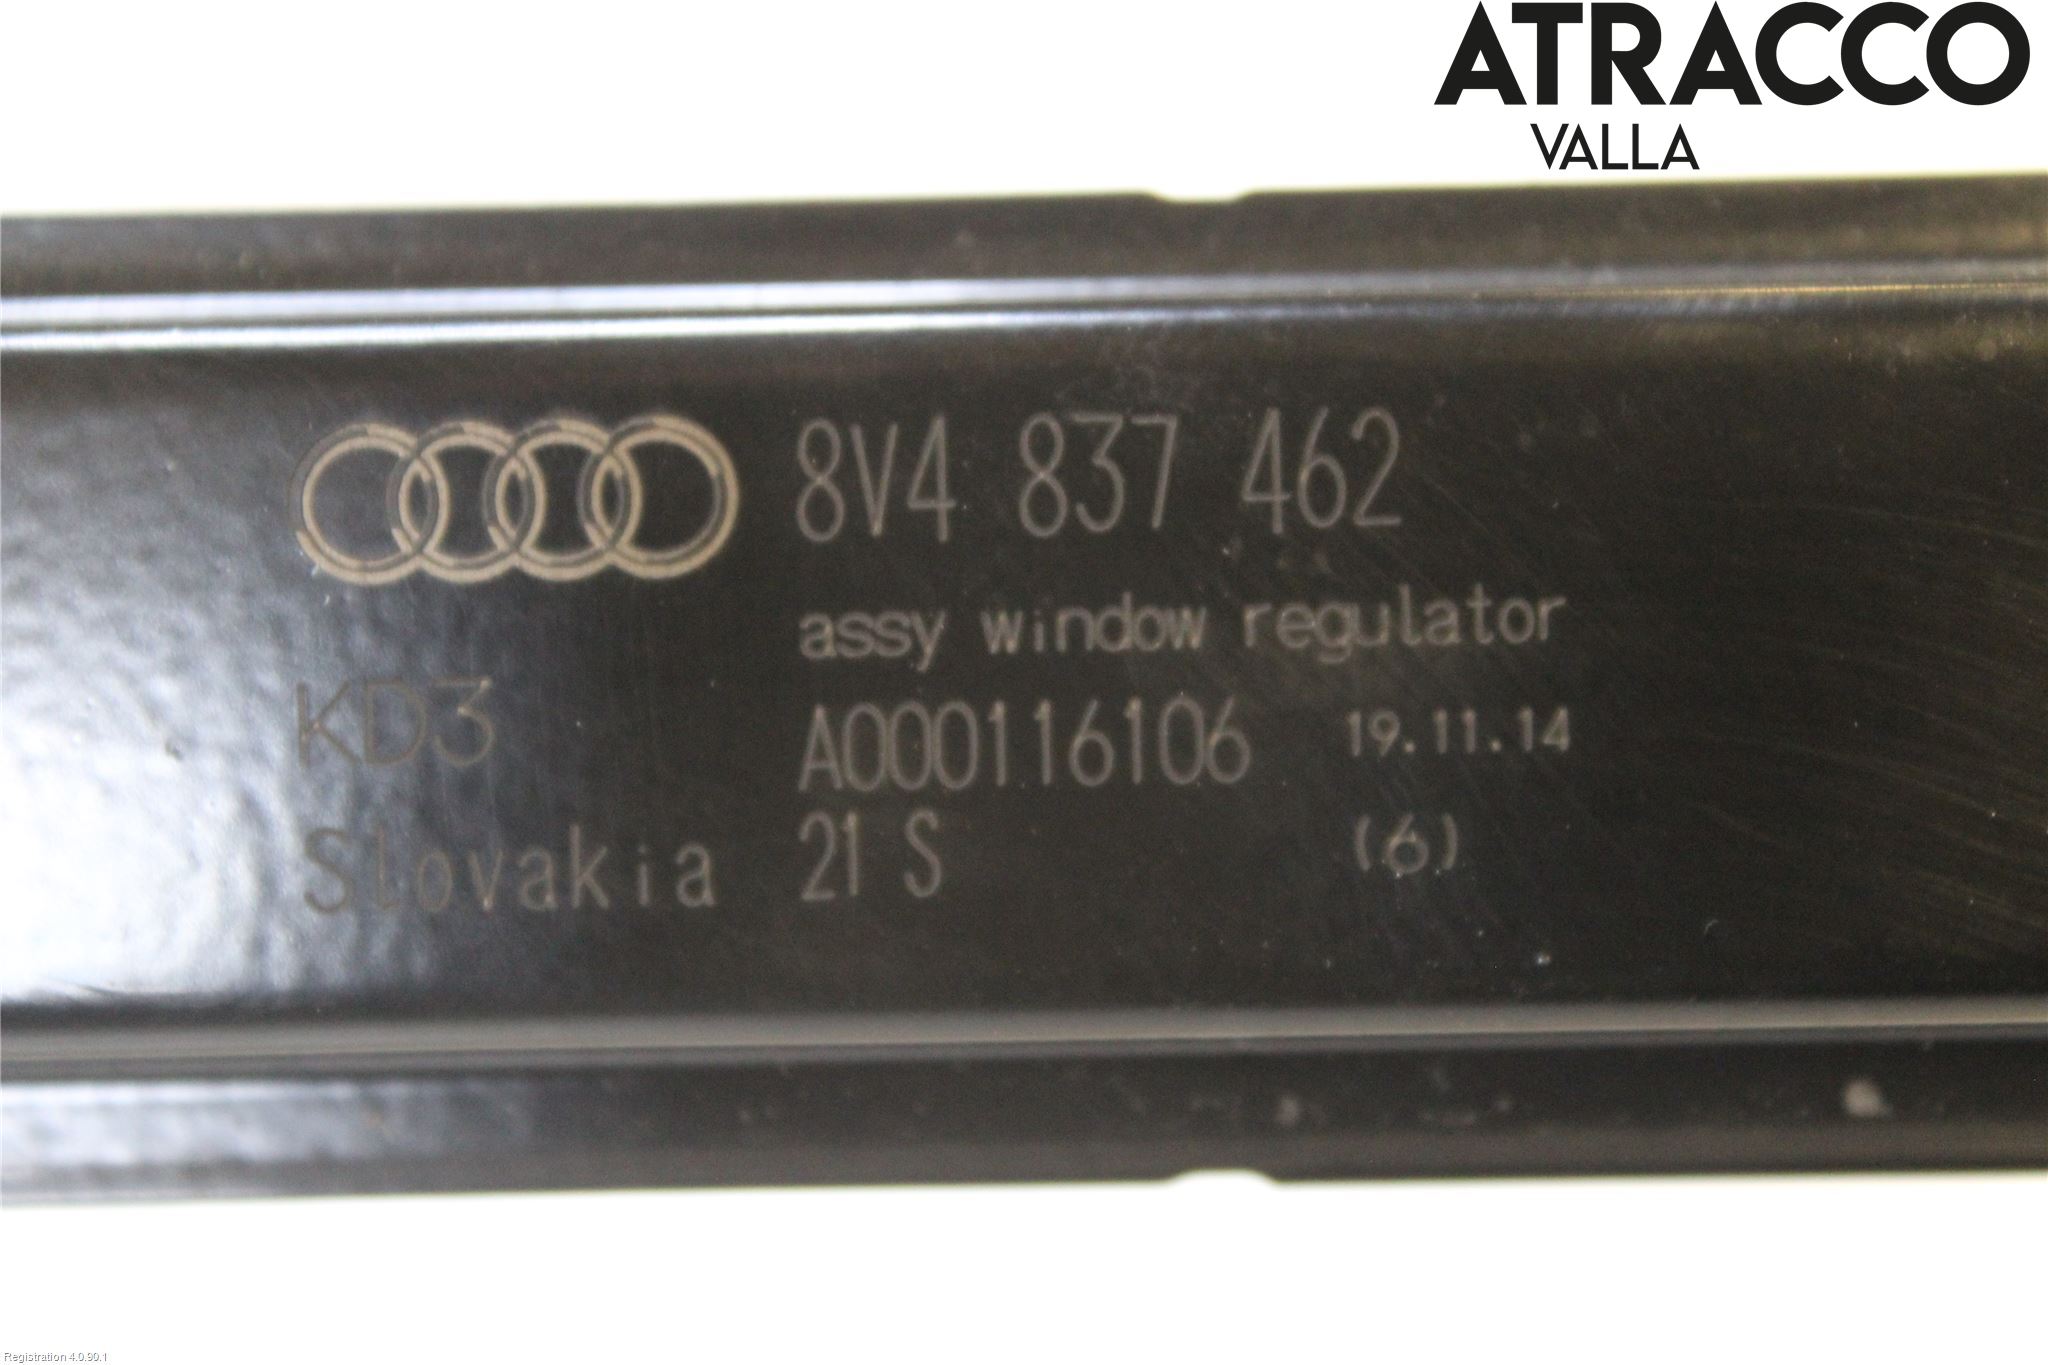 ATRACCO
VALLA
8V4 837 462
assy window regulator
KD3 A000116106 19.11.14
Slovakia 21 S (6)
Registration 4.0.90.1